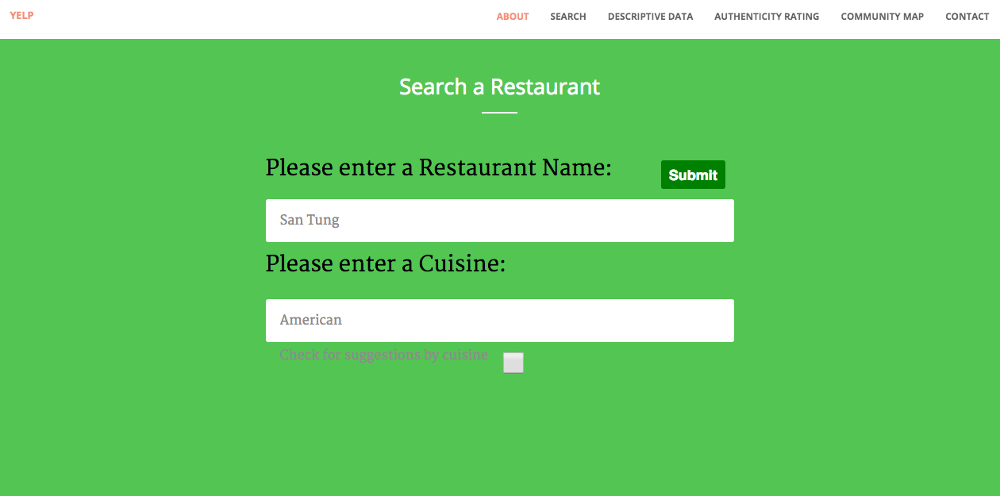 YELP ABOUT SEARCH DESCRIPTIVE DATA AUTHENTICITY RATING COMMUNITY MAP CONTACT
Search a Restaurant
Please enter a Restaurant Name:
Submit
San Tung
Please enter a Cuisine:
American
Check for suggestions by cuisine